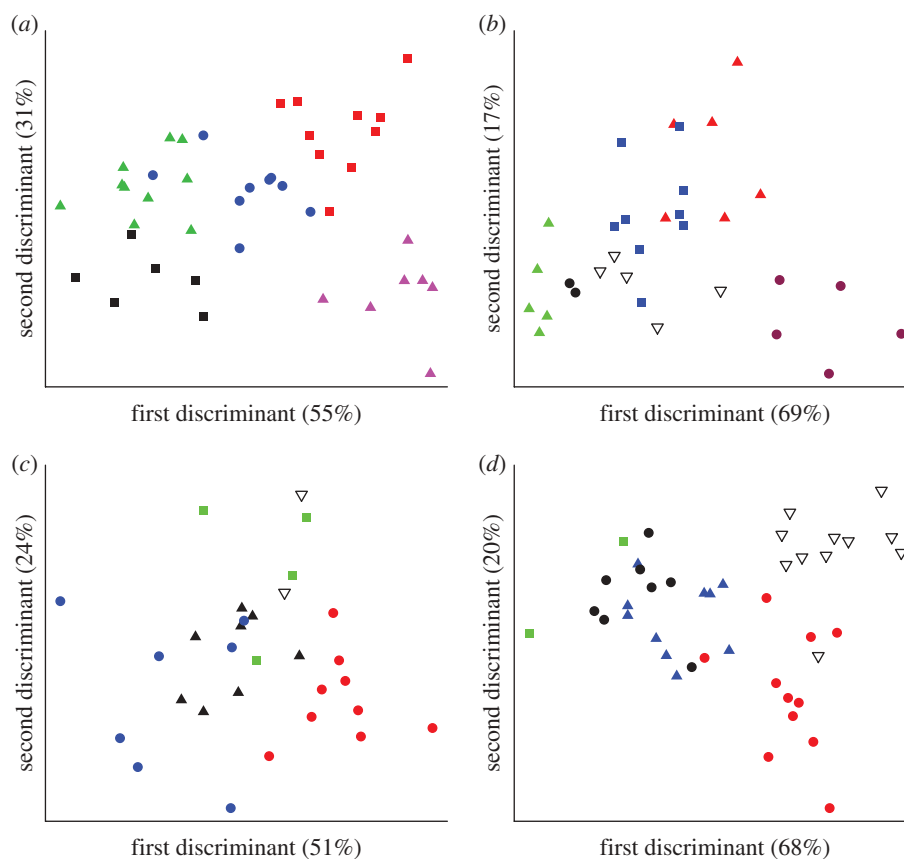 (a)
second discriminant (31%)
first discriminant (55%)
(b)
second discriminant (17%)
first discriminant (69%)
(c)
second discriminant (24%)
first discriminant (51%)
(d)
second discriminant (20%)
first discriminant (68%)